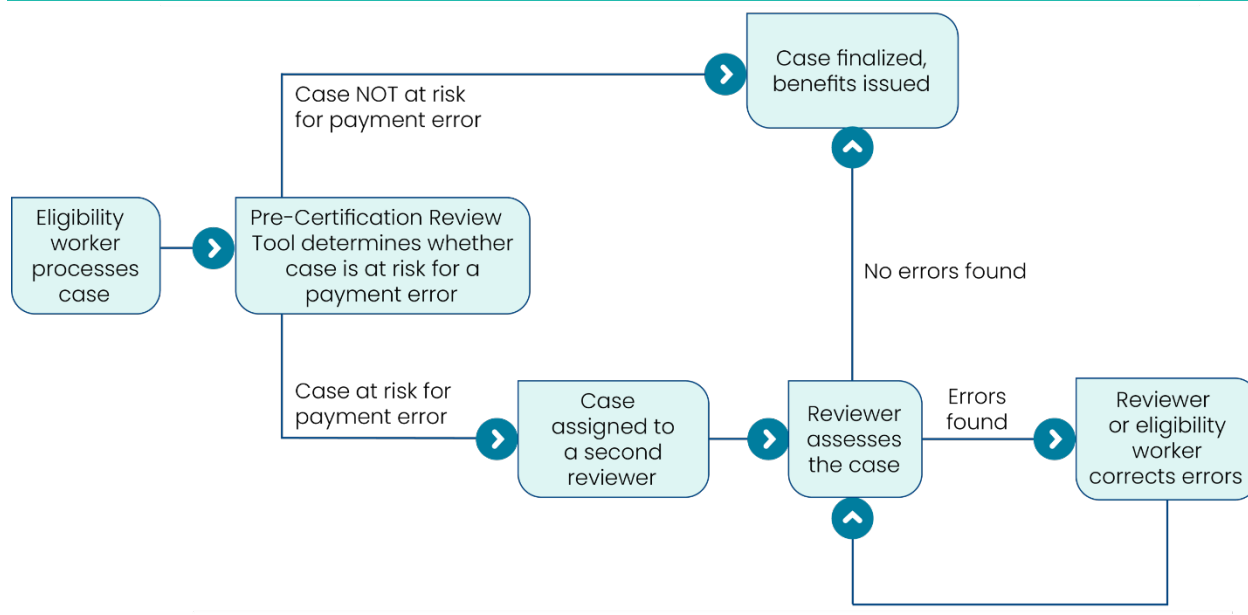 Case finalized,
benefits issued
Case NOT at risk
for payment error
Eligibility
worker
processes
case
Pre-Certification Review
Tool determines whether
case is at risk for a
payment error
No errors found
Case at risk for
payment error
Case
assigned to
a second
reviewer
Reviewer
assesses
the case
Errors
found
Reviewer
or eligibility
worker
corrects errors